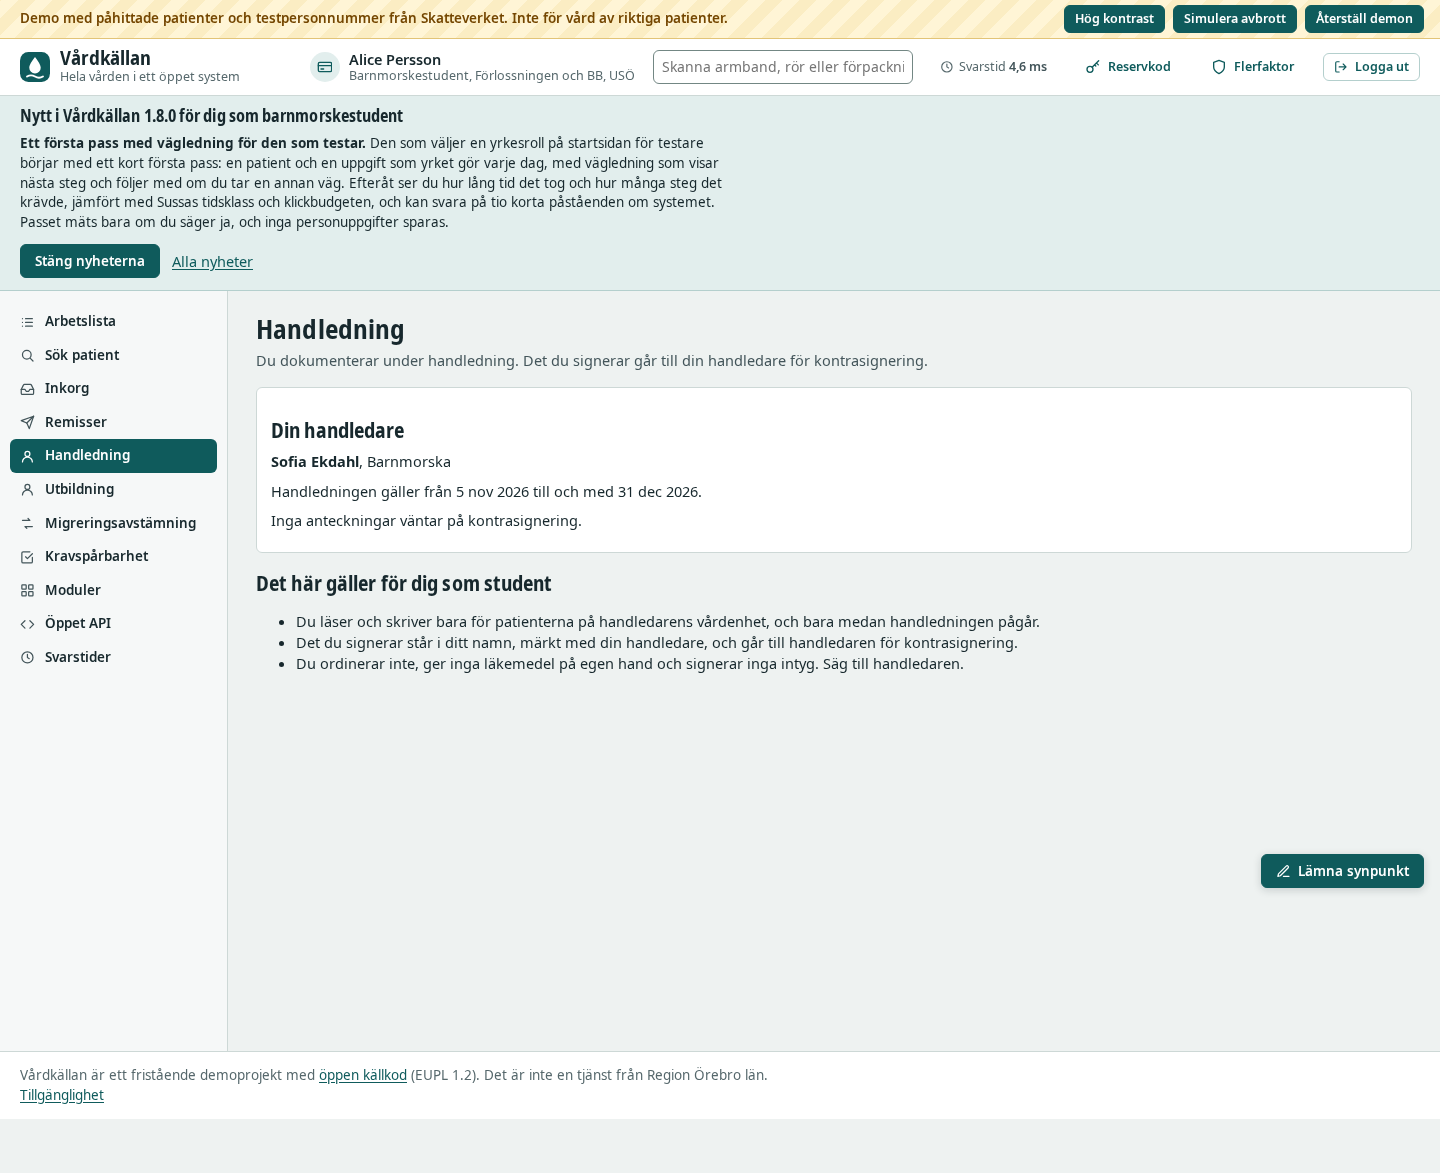 Demo med påhittade patienter och testpersonnummer från Skatteverket. Inte för vård av riktiga patienter.
Hög kontrast
Simulera avbrott
Återställ demon
Vårdkällan
Hela vården i ett öppet system
Alice Persson
Barnmorskestudent, Förlossningen och BB, USÖ
Skanna armband, rör eller förpackni
Svarstid 4,6 ms
Reservkod
Flerfaktor
Logga ut
Nytt i Vårdkällan 1.8.0 för dig som barnmorskestudent
Ett första pass med vägledning för den som testar. Den som väljer en yrkesroll på startsidan för testare
börjar med ett kort första pass: en patient och en uppgift som yrket gör varje dag, med vägledning som visar
nästa steg och följer med om du tar en annan väg. Efteråt ser du hur lång tid det tog och hur många steg det
krävde, jämfört med Sussas tidsklass och klickbudgeten, och kan svara på tio korta påståenden om systemet.
Passet mäts bara om du säger ja, och inga personuppgifter sparas.
Stäng nyheterna
Alla nyheter
Arbetslista
Sök patient
Inkorg
Remisser
Handledning
Utbildning
Migreringsavstämning
Kravspårbarhet
Moduler
Öppet API
Svarstider
Handledning
Du dokumenterar under handledning. Det du signerar går till din handledare för kontrasignering.
Din handledare
Sofia Ekdahl, Barnmorska
Handledningen gäller från 5 nov 2026 till och med 31 dec 2026.
Inga anteckningar väntar på kontrasignering.
Det här gäller för dig som student
• Du läser och skriver bara för patienterna på handledarens vårdenhet, och bara medan handledningen pågår.
• Det du signerar står i ditt namn, märkt med din handledare, och går till handledaren för kontrasignering.
• Du ordinerar inte, ger inga läkemedel på egen hand och signerar inga intyg. Säg till handledaren.
Lämna synpunkt
Vårdkällan är ett fristående demoprojekt med öppen källkod (EUPL 1.2). Det är inte en tjänst från Region Örebro län.
Tillgänglighet